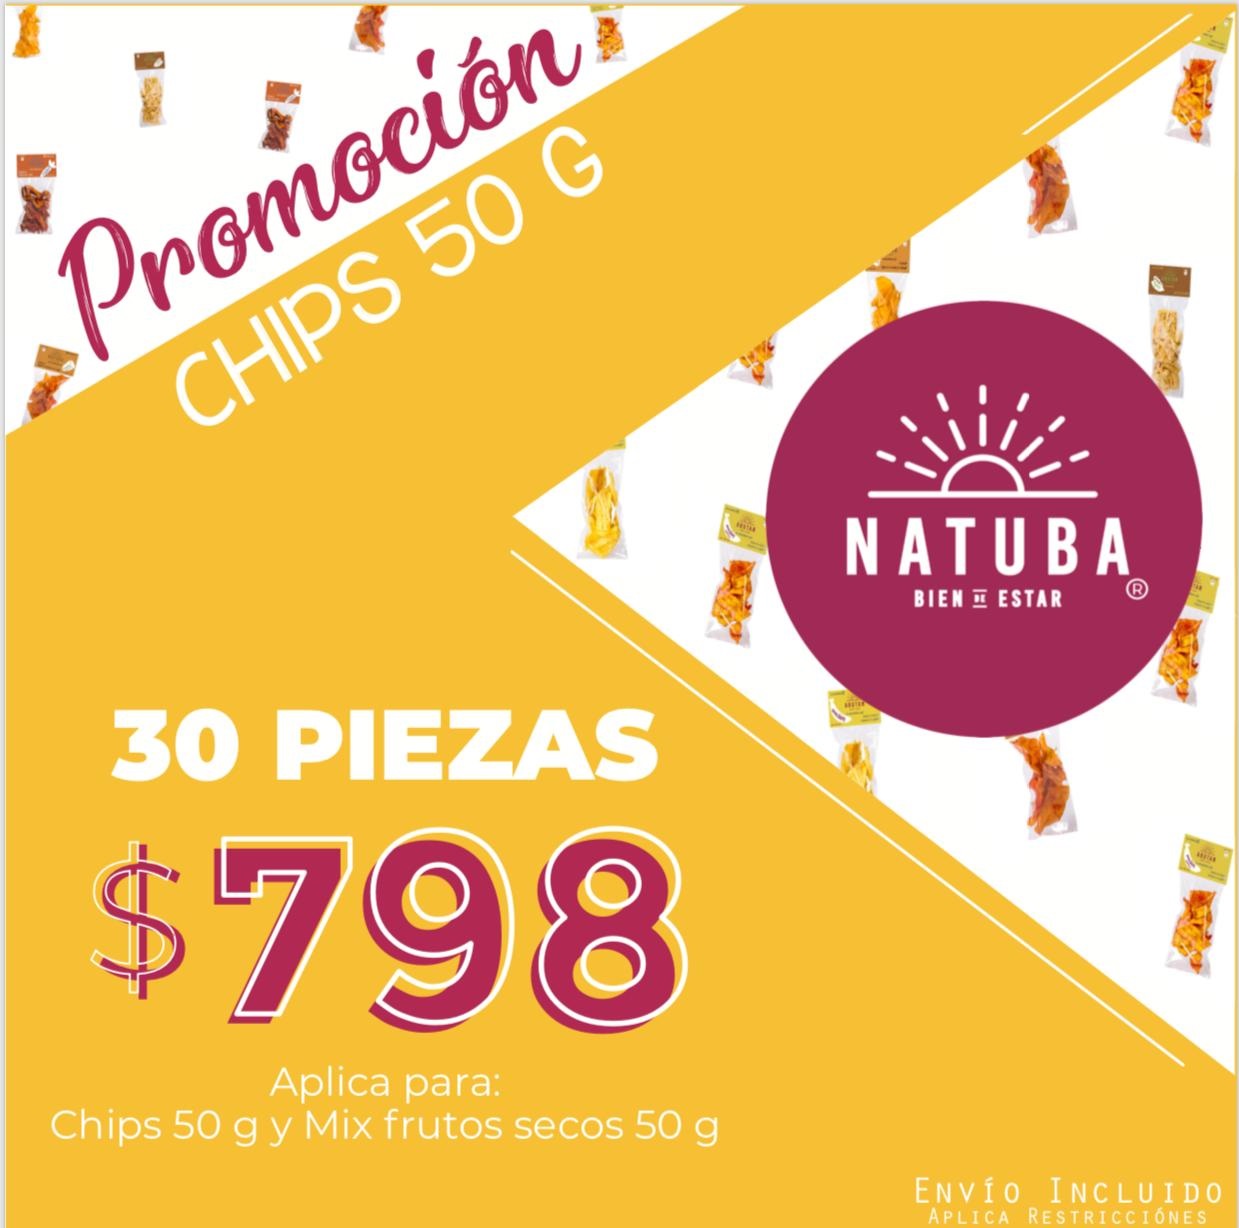 Promoción
CHIPS 50 G
NATUBA®
BIEN DE ESTAR
30 PIEZAS
$798
Aplica para:
Chips 50 g y Mix frutos secos 50 g
ENVÍO INCLUIDO
APLICA RESTRICCIÓNES